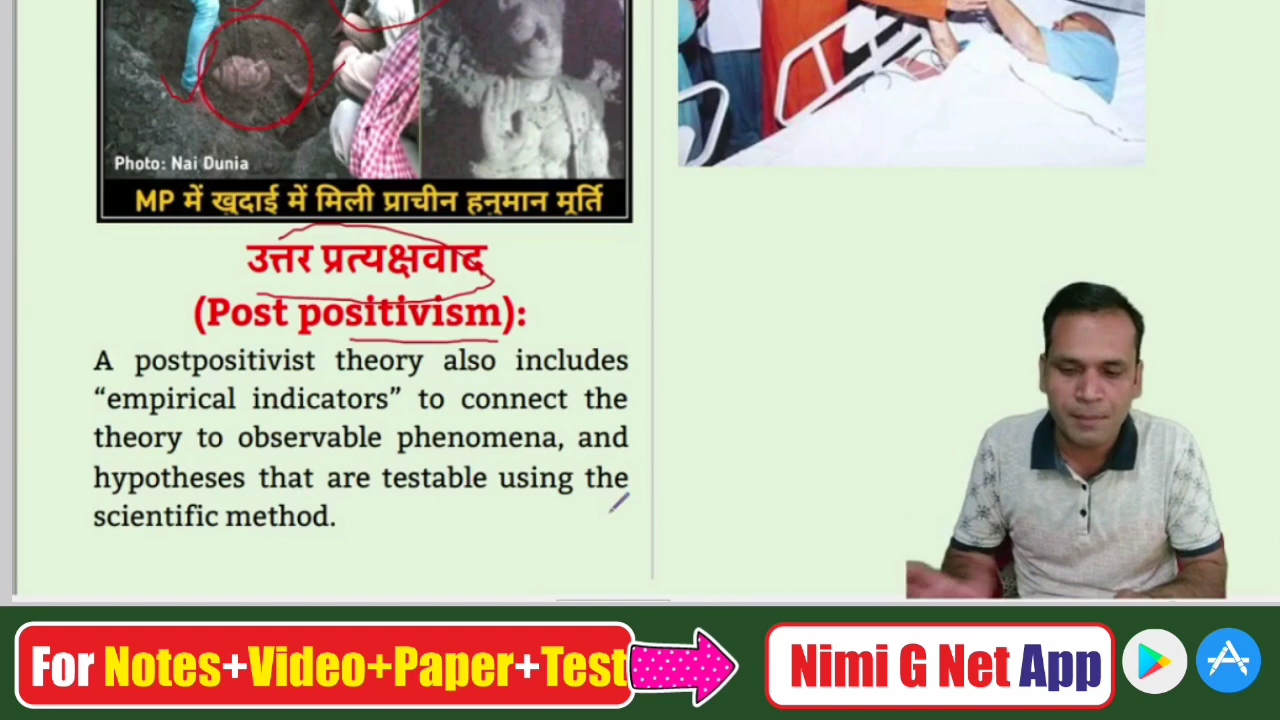 Photo: Nai Dunia
MP में खुदाई में मिली प्राचीन हनुमान मूर्ति
उत्तर प्रत्यक्षवाद
(Post positivism):
A postpositivist theory also includes
“empirical indicators” to connect the
theory to observable phenomena, and
hypotheses that are testable using the
scientific method.
For Notes+Video+Paper+Test
Nimi G Net App